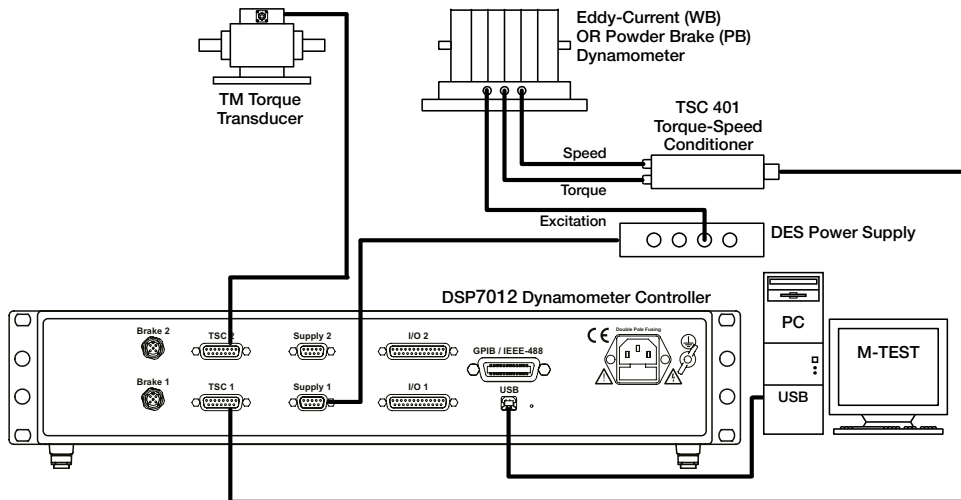 TM Torque
Transducer
Eddy-Current (WB)
OR Powder Brake (PB)
Dynamometer
TSC 401
Torque-Speed
Conditioner
Speed
Torque
Excitation
DES Power Supply
DSP7012 Dynamometer Controller
Brake 2
TSC 2
Supply 2
I/O 2
GPIB / IEEE-488
CE
Double Pole Fusing
Brake 1
TSC 1
Supply 1
I/O 1
USB
PC
USB
M-TEST